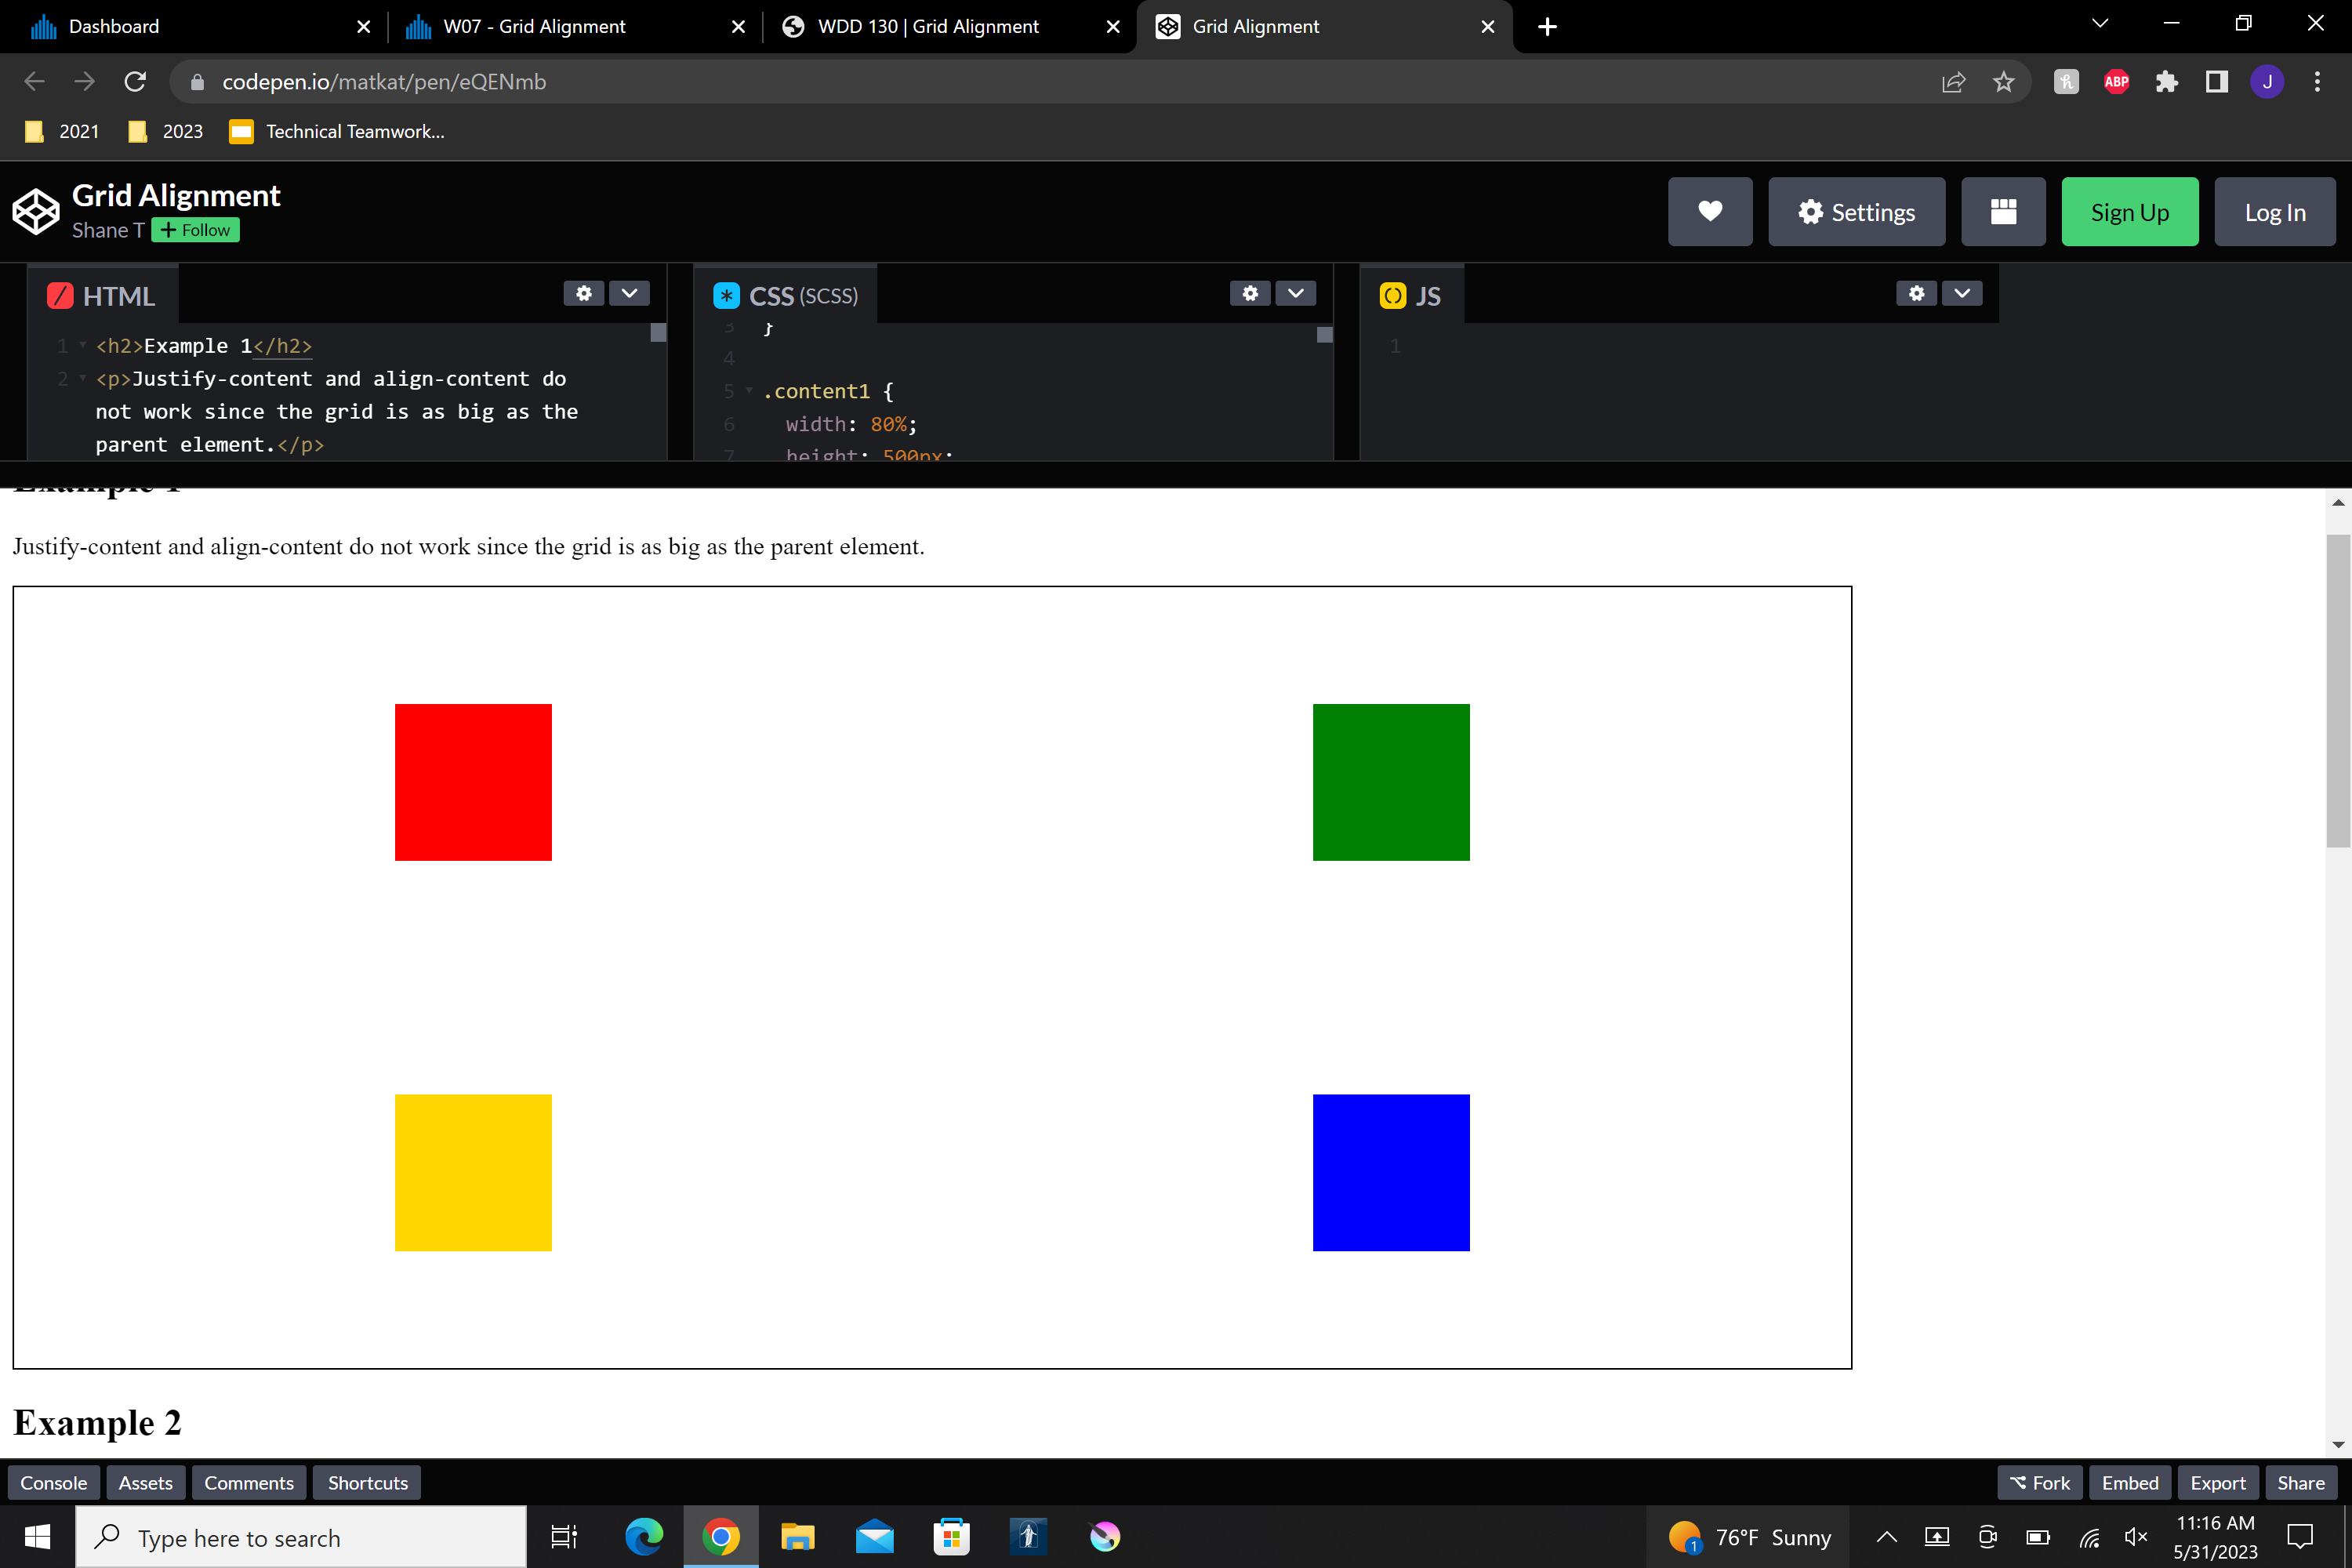 Dashboard
W07 - Grid Alignment
WDD 130 | Grid Alignment
Grid Alignment
codepen.io/matkat/pen/eQENmb
ABP
J
2021
2023
Technical Teamwork...
Grid Alignment
Shane T + Follow
Settings
Sign Up
Log In
HTML
CSS (SCSS)
JS
1 <h2>Example 1</h2>
2 <p>Justify-content and align-content do
not work since the grid is as big as the
parent element.</p>
3 }
4
5 .content1 {
6 width: 80%;
7 height: 500px;
1
Example 1
Justify-content and align-content do not work since the grid is as big as the parent element.
Example 2
Console Assets Comments Shortcuts
Fork Embed Export Share
Type here to search
1
76°F Sunny
11:16 AM
5/31/2023